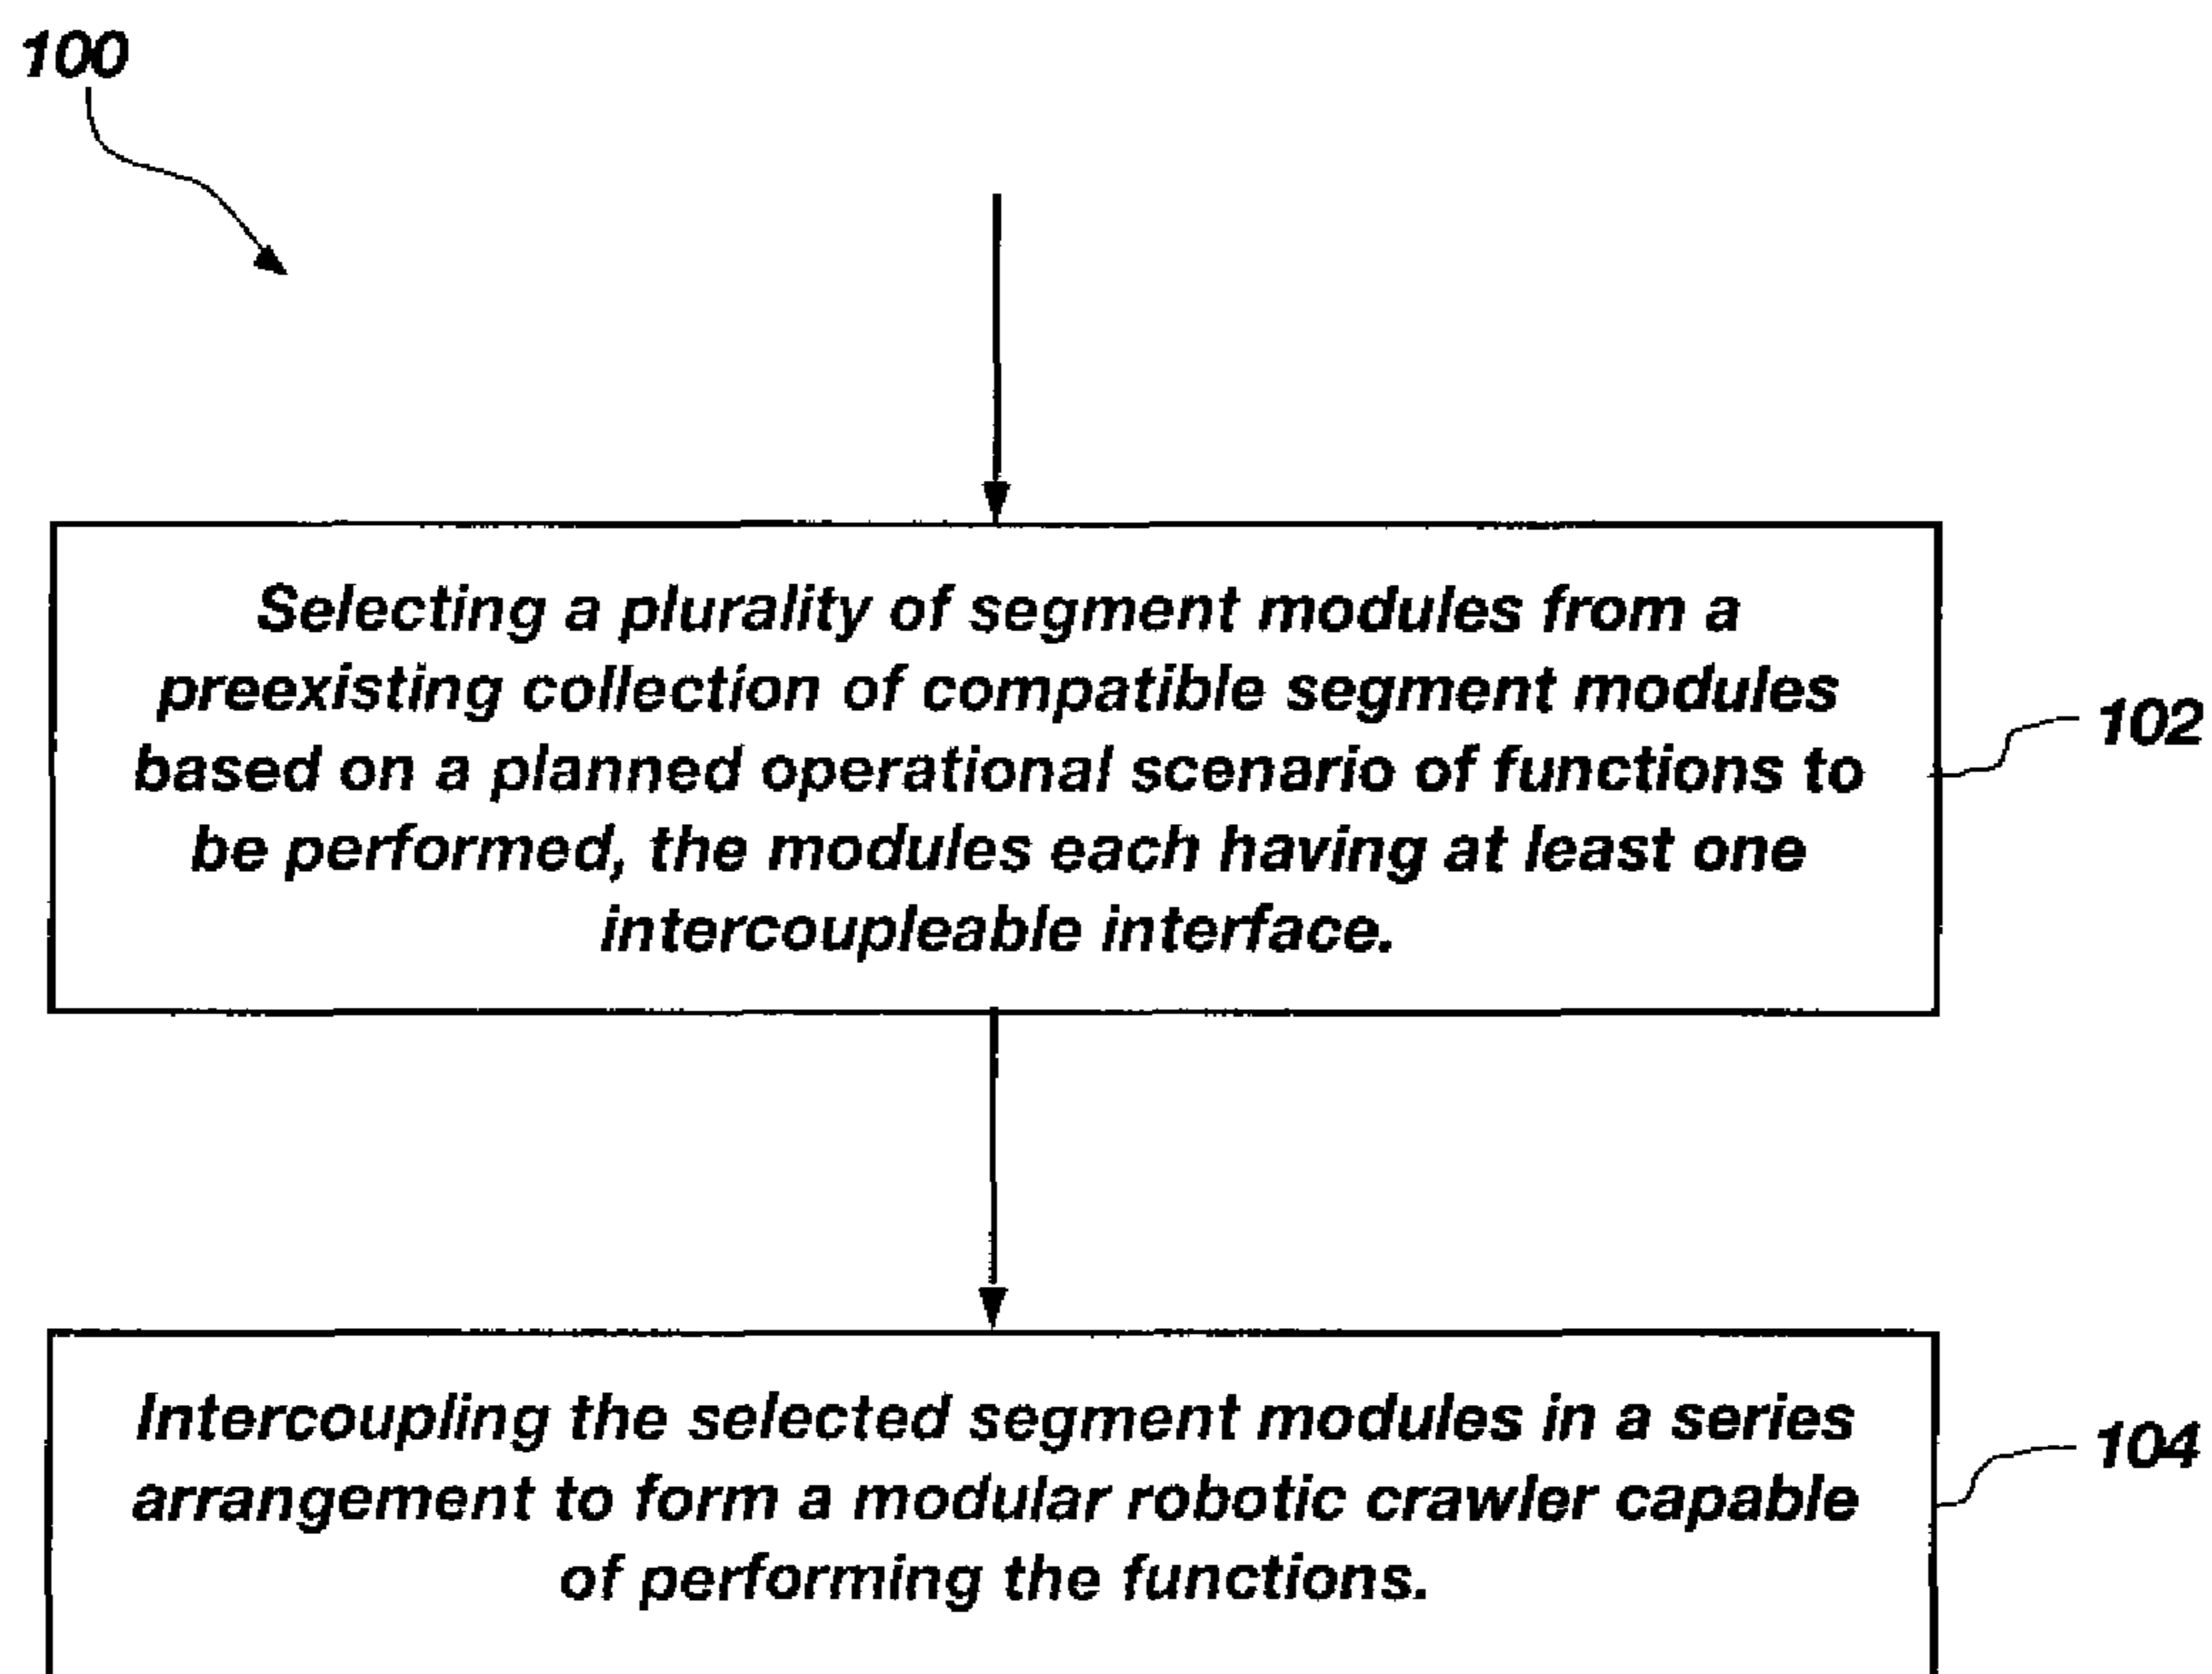 100
Selecting a plurality of segment modules from a
preexisting collection of compatible segment modules
based on a planned operational scenario of functions to
be performed, the modules each having at least one
intercoupleable interface.
102
Intercoupling the selected segment modules in a series
arrangement to form a modular robotic crawler capable
of performing the functions.
104